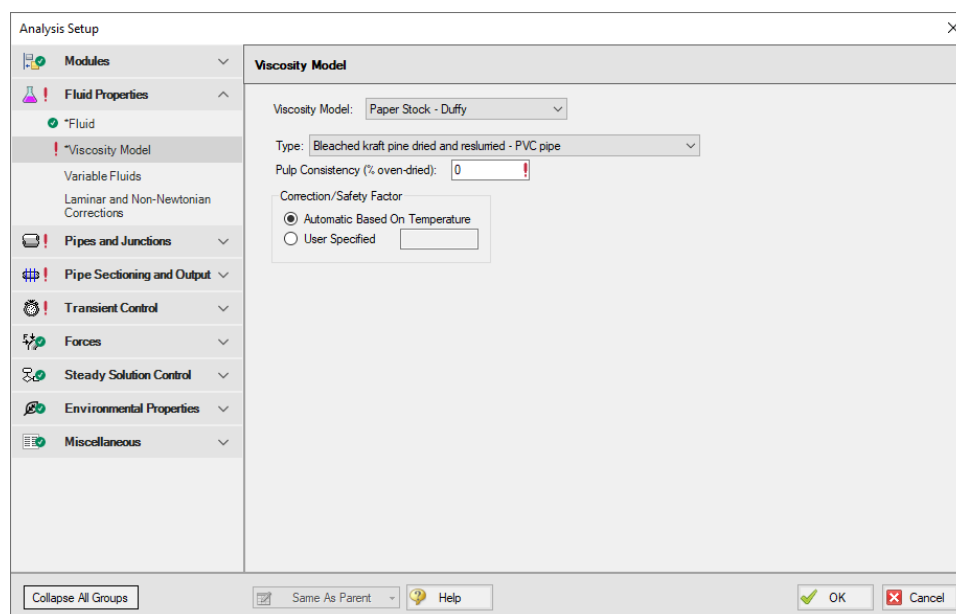 Analysis Setup
Modules
Fluid Properties
*Fluid
*Viscosity Model
Variable Fluids
Laminar and Non-Newtonian
Corrections
Pipes and Junctions
Pipe Sectioning and Output
Transient Control
Forces
Steady Solution Control
Environmental Properties
Miscellaneous
Collapse All Groups
Viscosity Model
Viscosity Model: Paper Stock - Duffy
Type: Bleached kraft pine dried and reslurried - PVC pipe
Pulp Consistency (% oven-dried): 0
Correction/Safety Factor
Automatic Based On Temperature
User Specified
Same As Parent
Help
OK
Cancel